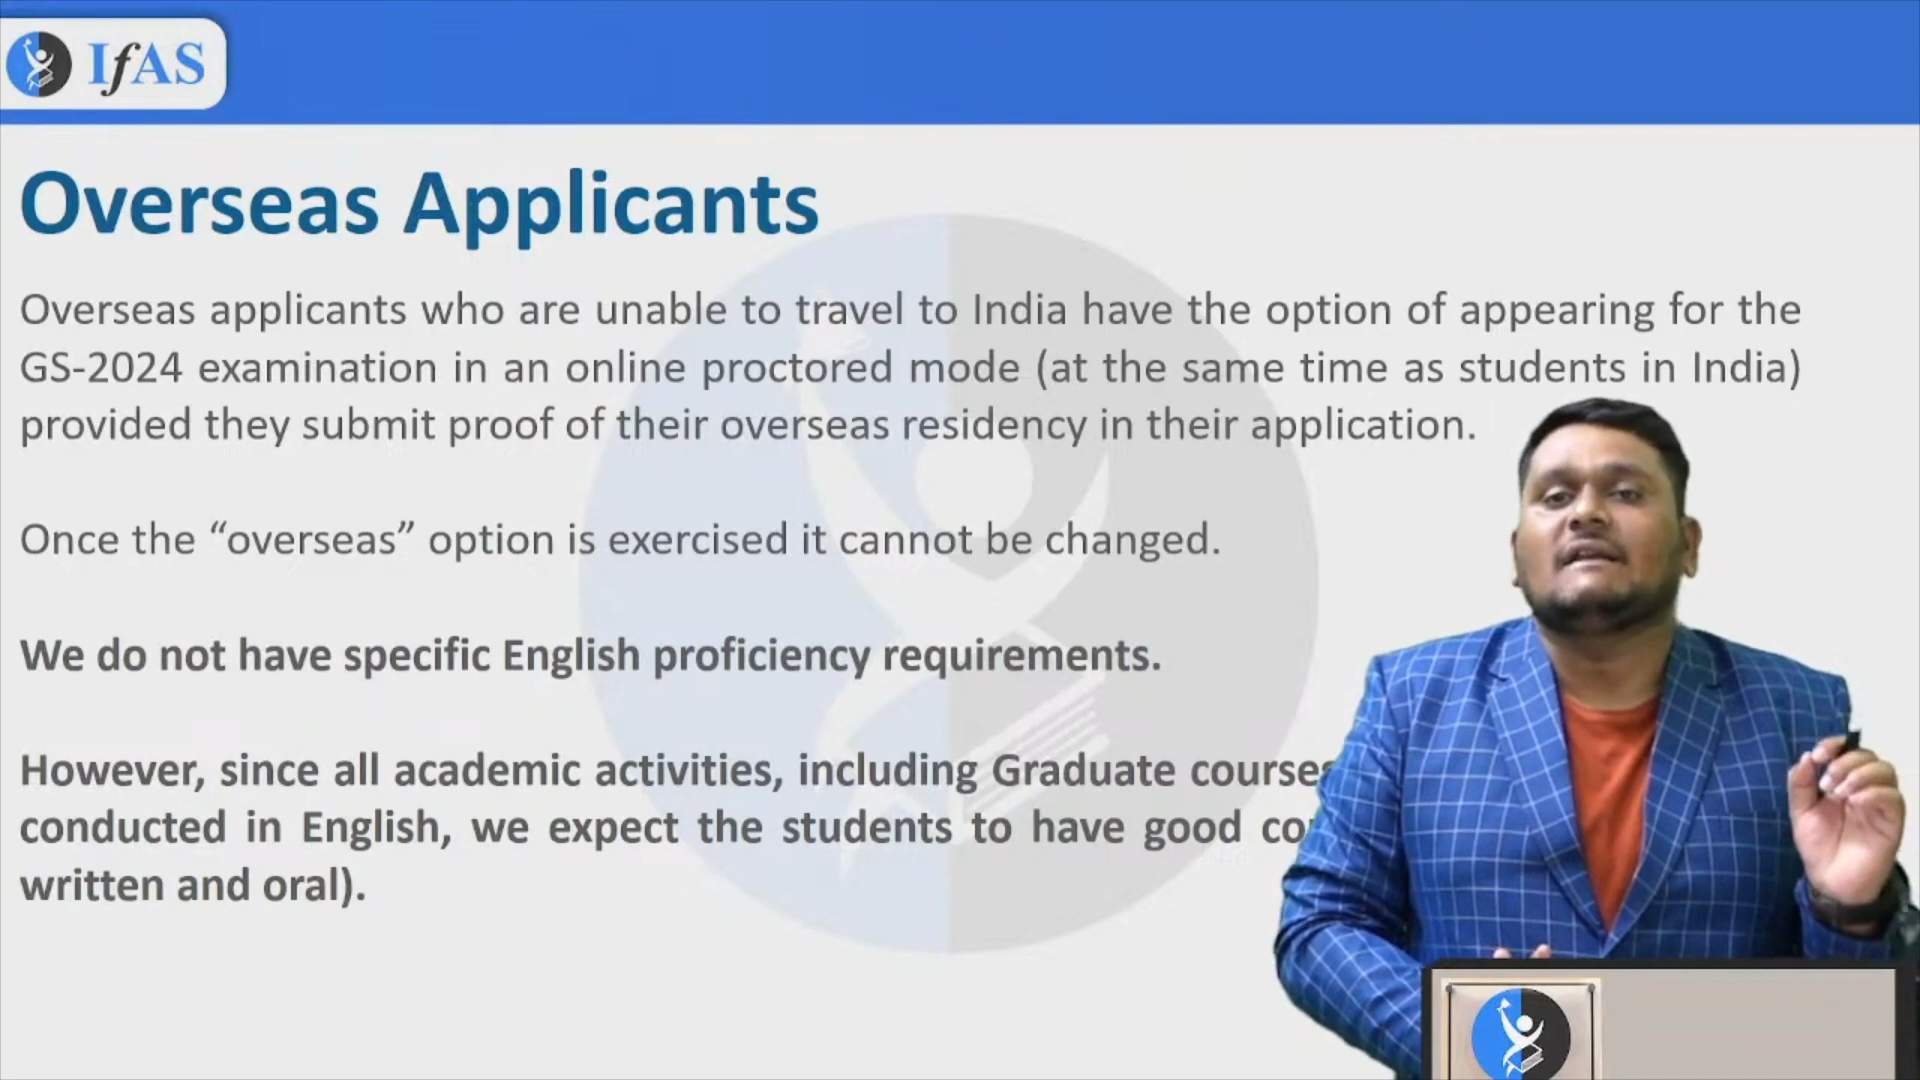 IfAS
Overseas Applicants
Overseas applicants who are unable to travel to India have the option of appearing for the
GS-2024 examination in an online proctored mode (at the same time as students in India)
provided they submit proof of their overseas residency in their application.
Once the “overseas” option is exercised it cannot be changed.
We do not have specific English proficiency requirements.
However, since all academic activities, including Graduate courses
conducted in English, we expect the students to have good
written and oral).